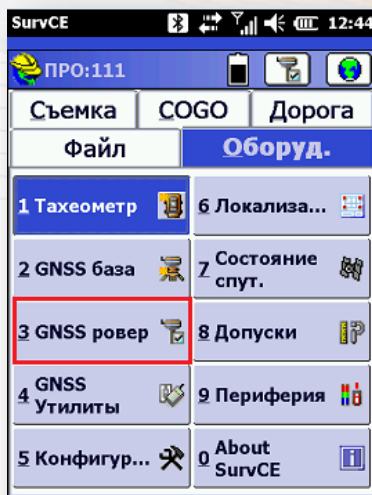 SurvCE 12:44
ПРО:111
Съемка COGO Дорога
Файл Оборуд.
1 Тахеометр 6 Локализа...
2 GNSS база 7 Состояние спут.
3 GNSS ровер 8 Допуски
4 GNSS Утилиты 9 Периферия
5 Конфигур... 0 About SurvCE